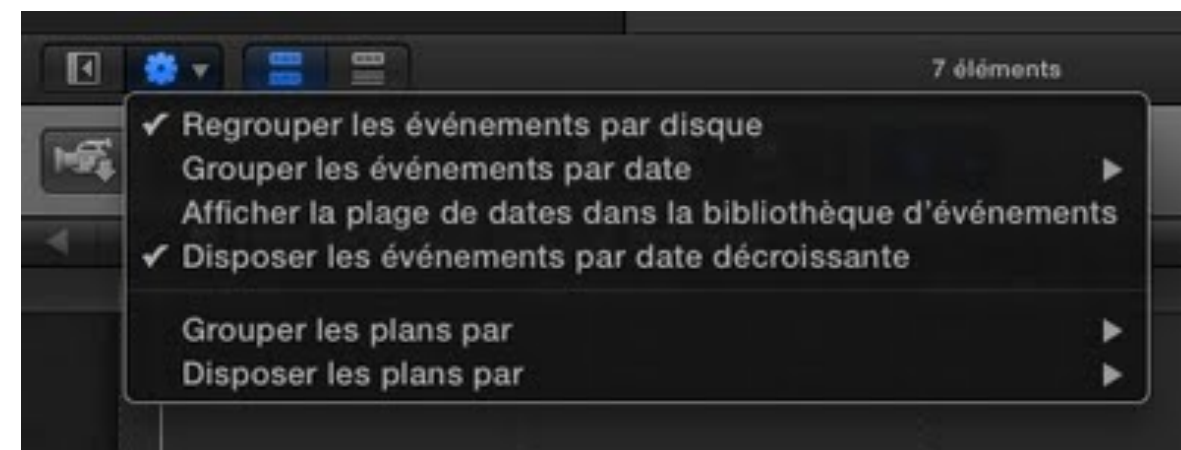 7 éléments
✓ Regrouper les événements par disque
Grouper les événements par date
Afficher la plage de dates dans la bibliothèque d'événements
✓ Disposer les événements par date décroissante
Grouper les plans par
Disposer les plans par